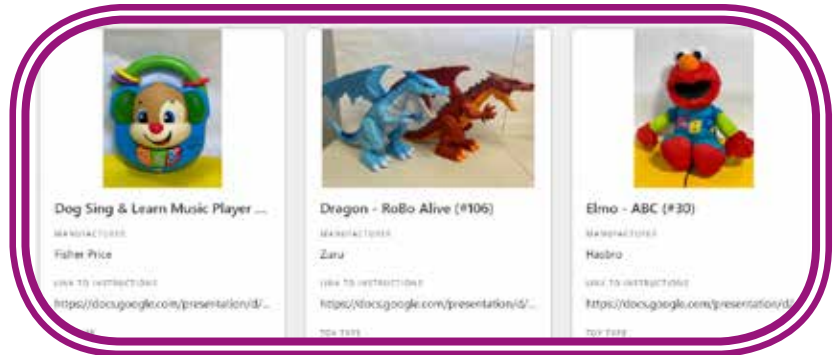 Dog Sing & Learn Music Player ...
MANUFACTURER
Fisher Price
LINK TO INSTRUCTIONS
https://docs.google.com/presentation/d/...
Dragon - RoBo Alive (#106)
MANUFACTURER
Zuru
LINK TO INSTRUCTIONS
https://docs.google.com/presentation/d/...
TOY TYPE
Elmo - ABC (#30)
MANUFACTURER
Hasbro
LINK TO INSTRUCTIONS
https://docs.google.com/presentation/d/
TOY TYPE